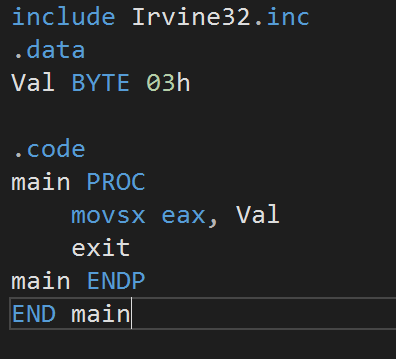 include Irvine32.inc
.data
Val BYTE 03h

.code
main PROC
    movsx eax, Val
    exit
main ENDP
END main